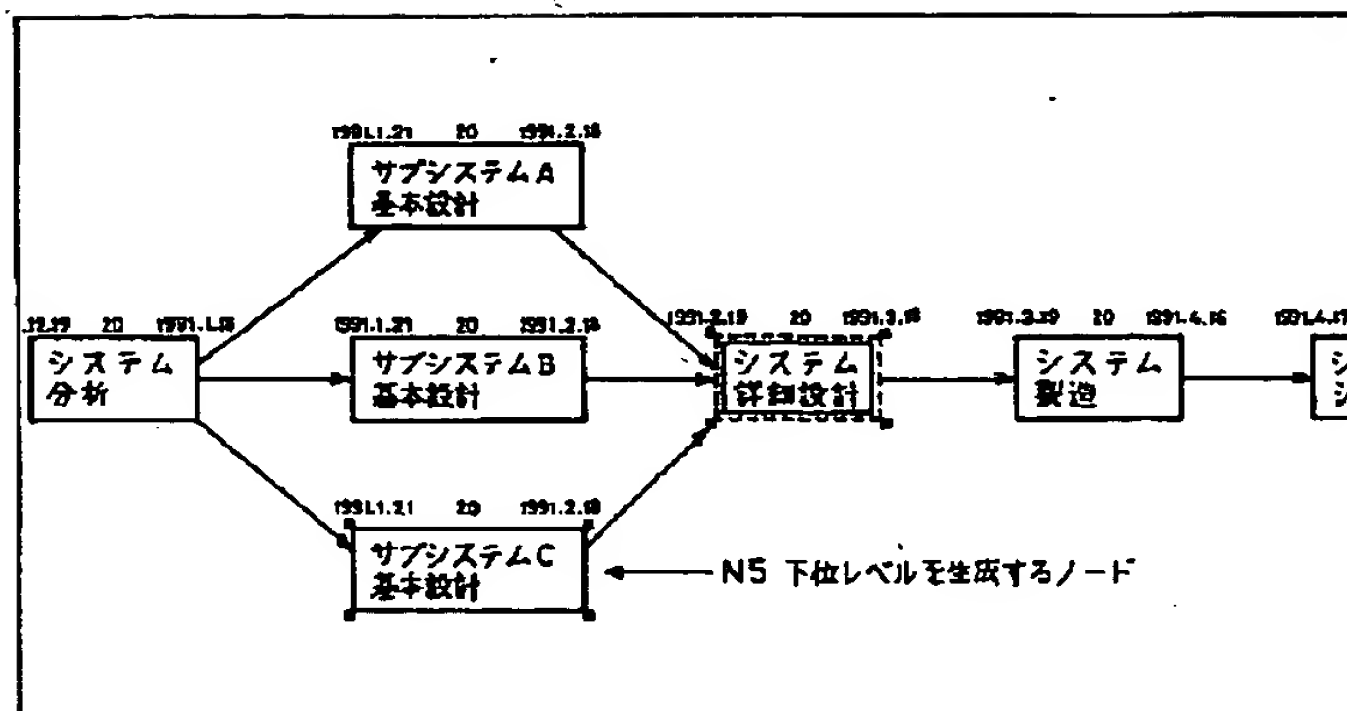 1991.1.21 20 1991.2.18
サブシステムA
基本設計
.12.19 20 1991.1.18
システム
分析
1991.1.21 20 1991.2.18
サブシステムB
基本設計
1991.2.19 20 1991.3.18
システム
詳細設計
1991.3.19 20 1991.4.16
システム
製造
1991.4.17
シ
シ
1991.1.21 20 1991.2.18
サブシステムC
基本設計
N5 下位レベルを生成するノード